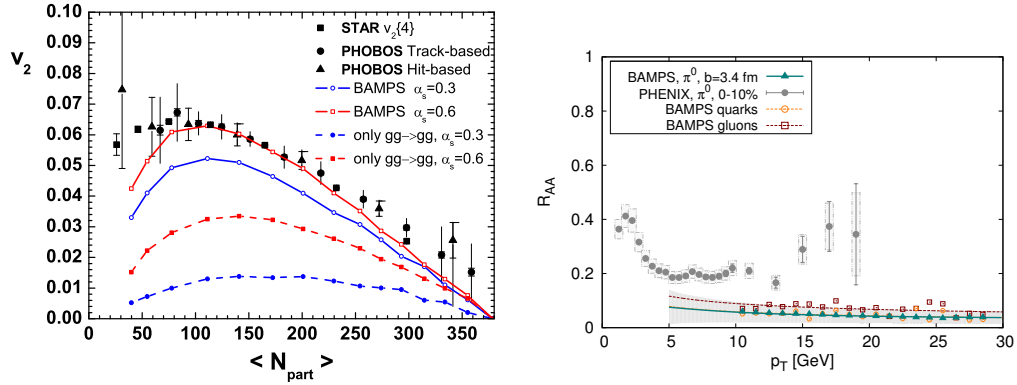 0.10
0.09
0.08
0.07
0.06
0.05
0.04
0.03
0.02
0.01
0.00
v2
STAR v2{4}
PHOBOS Track-based
PHOBOS Hit-based
BAMPS αs=0.3
BAMPS αs=0.6
only gg->gg, αs=0.3
only gg->gg, αs=0.6
0 50 100 150 200 250 300 350
< Npart >
1
0.8
0.6
0.4
0.2
0
RAA
BAMPS, π0, b=3.4 fm
PHENIX, π0, 0-10%
BAMPS quarks
BAMPS gluons
0 5 10 15 20 25 30
pT [GeV]